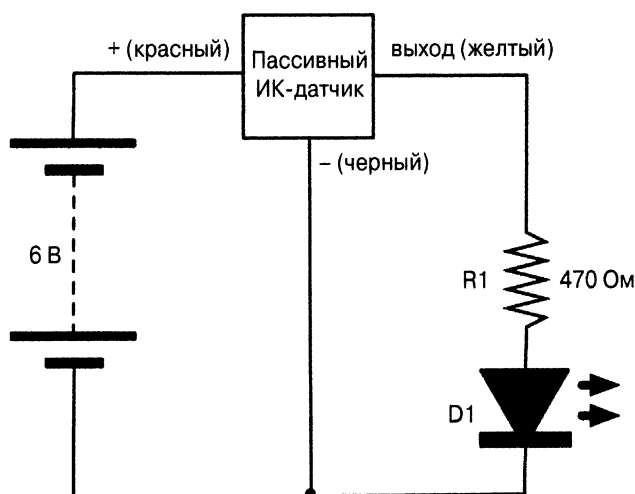 + (красный)
Пассивный
ИК-датчик
выход (желтый)
– (черный)
6 В
R1
470 Ом
D1